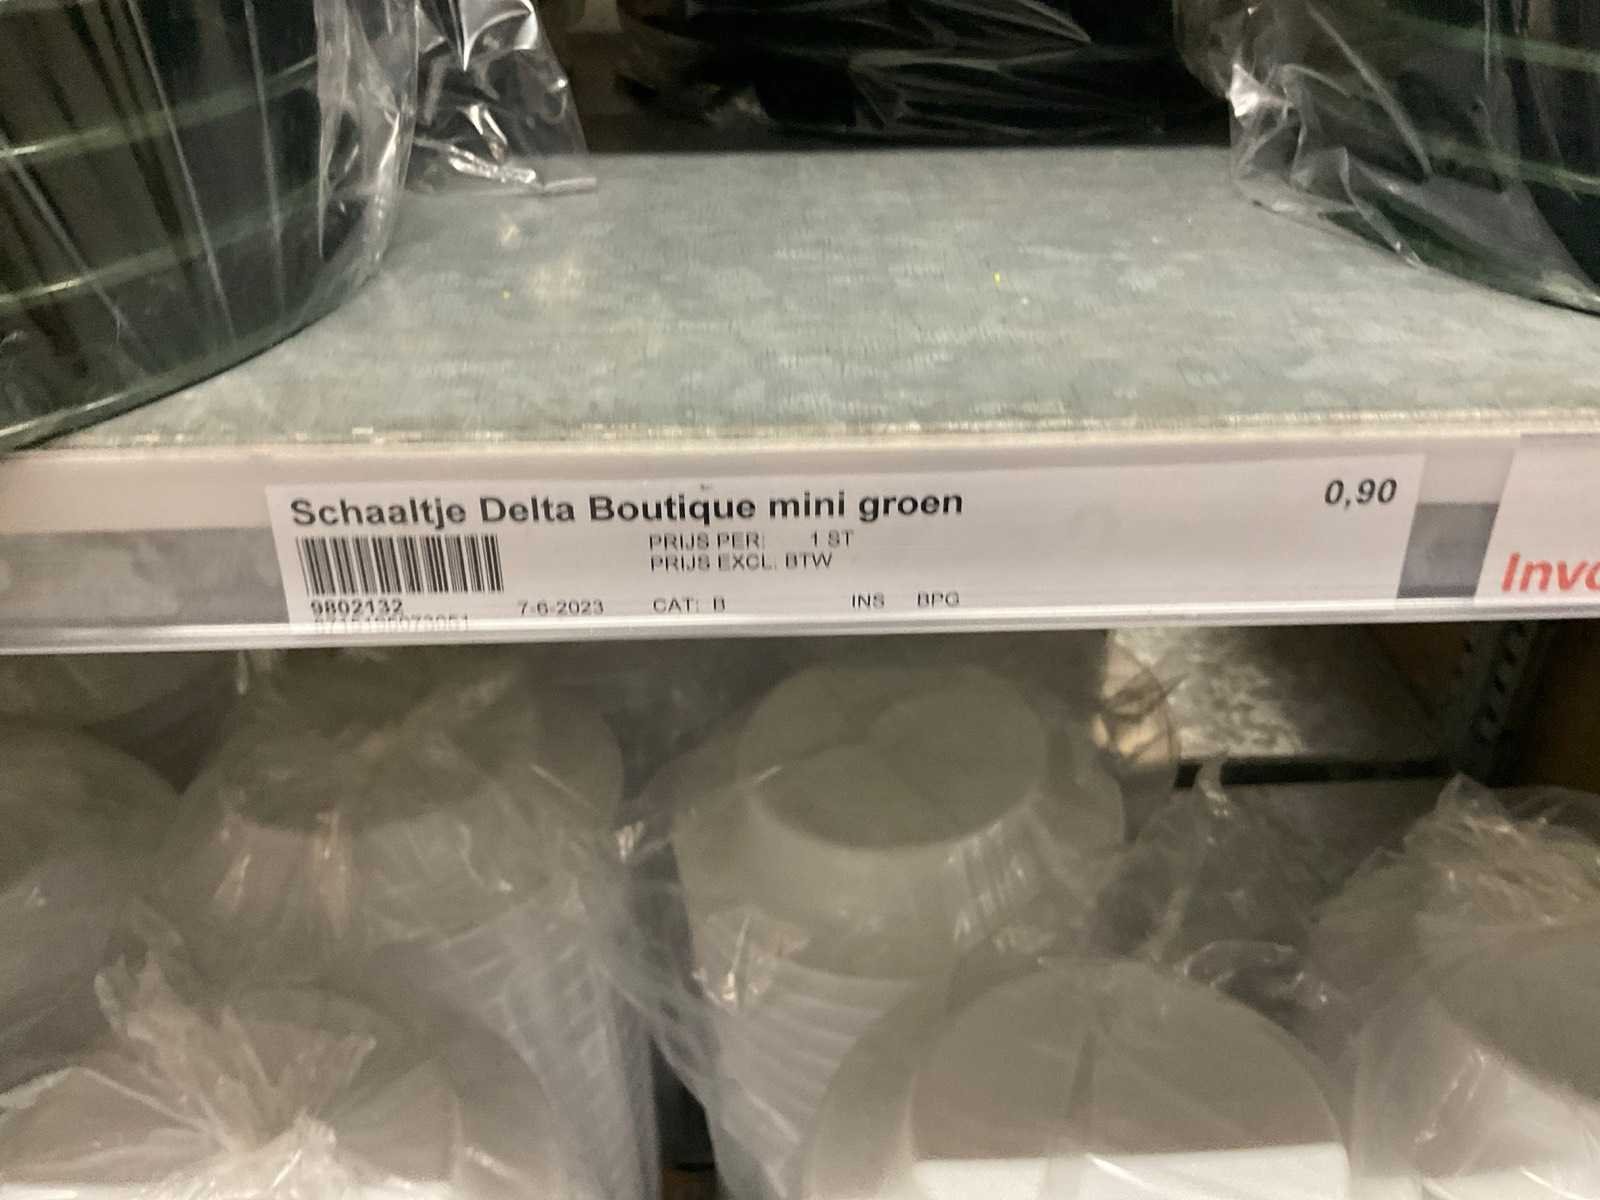 Schaaltje Delta Boutique mini groen
0,90
PRIJS PER: 1 ST
PRIJS EXCL. BTW
9802132
7-6-2023 CAT: B INS BPG
Invo